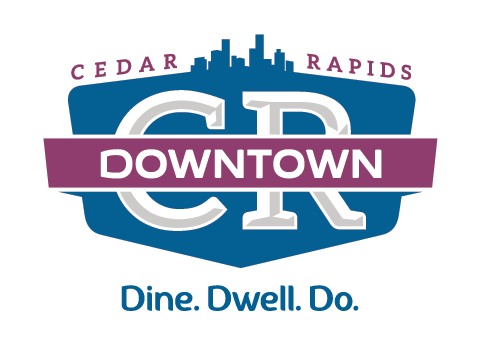 CEDAR RAPIDS
CR
DOWNTOWN
Dine. Dwell. Do.